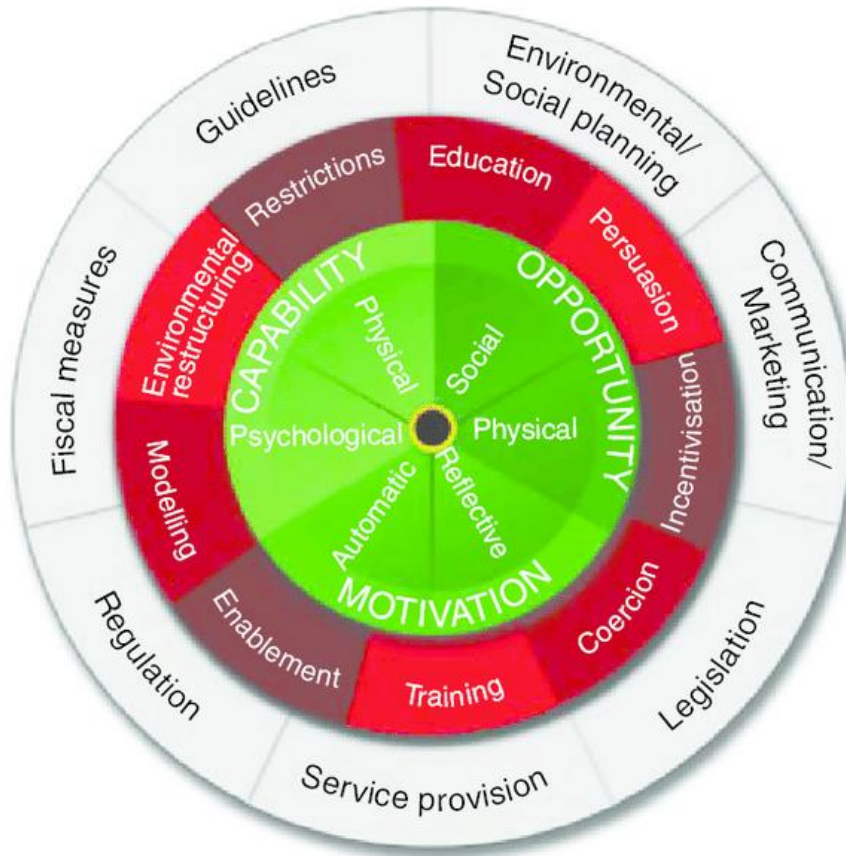 Guidelines
Environmental/
Social planning
Communication/
Marketing
Legislation
Service provision
Regulation
Fiscal measures
Restrictions
Education
Persuasion
Incentivisation
Coercion
Training
Enablement
Modelling
Environmental
restructuring
CAPABILITY
OPPORTUNITY
MOTIVATION
Physical
Social
Psychological
Physical
Automatic
Reflective